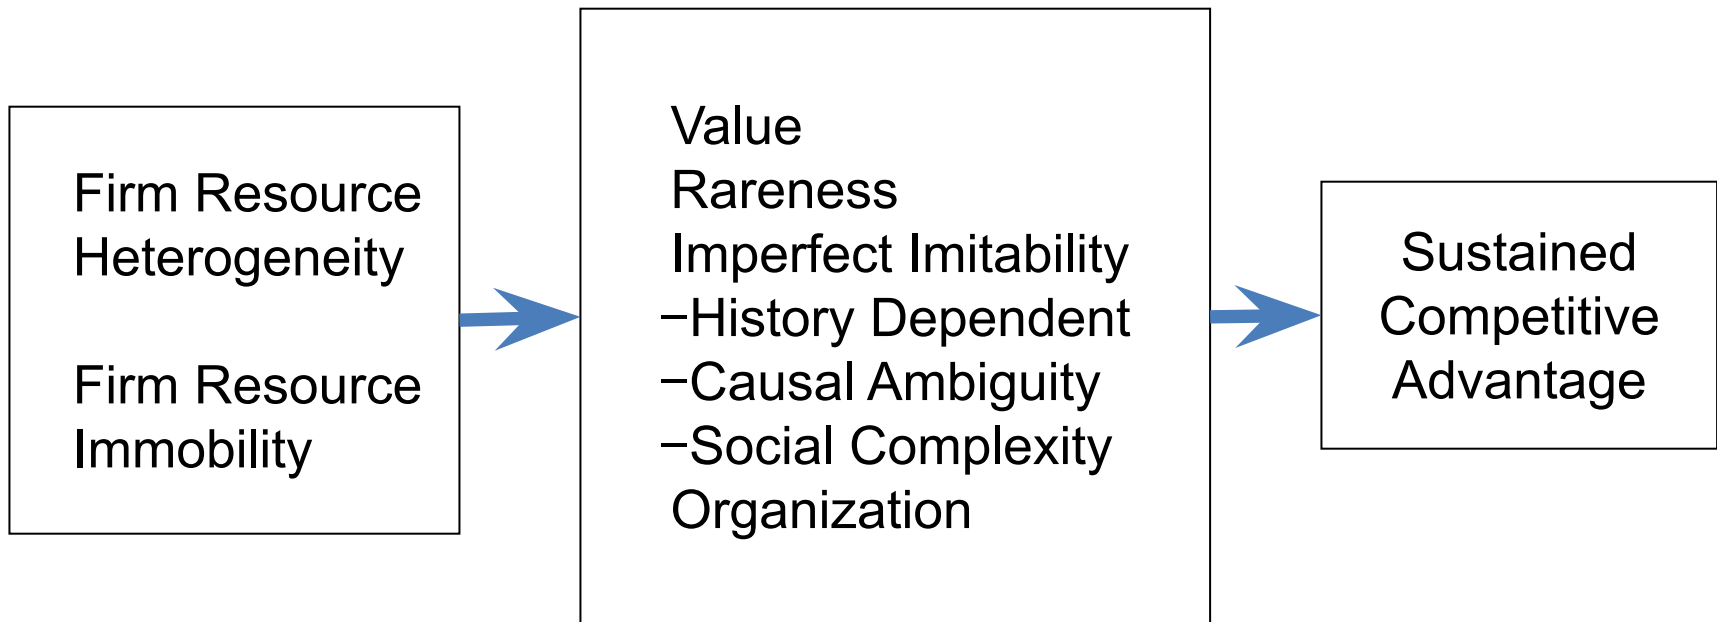 Firm Resource
Heterogeneity
Firm Resource
Immobility
Value
Rareness
Imperfect Imitability
–History Dependent
–Causal Ambiguity
–Social Complexity
Organization
Sustained
Competitive
Advantage